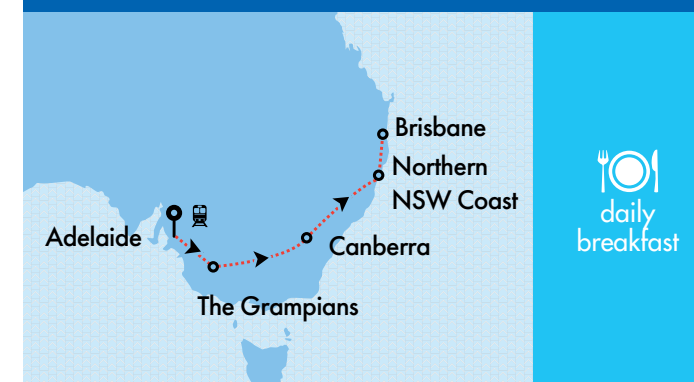 Brisbane
Northern
NSW Coast
Adelaide
Canberra
The Grampians
daily
breakfast